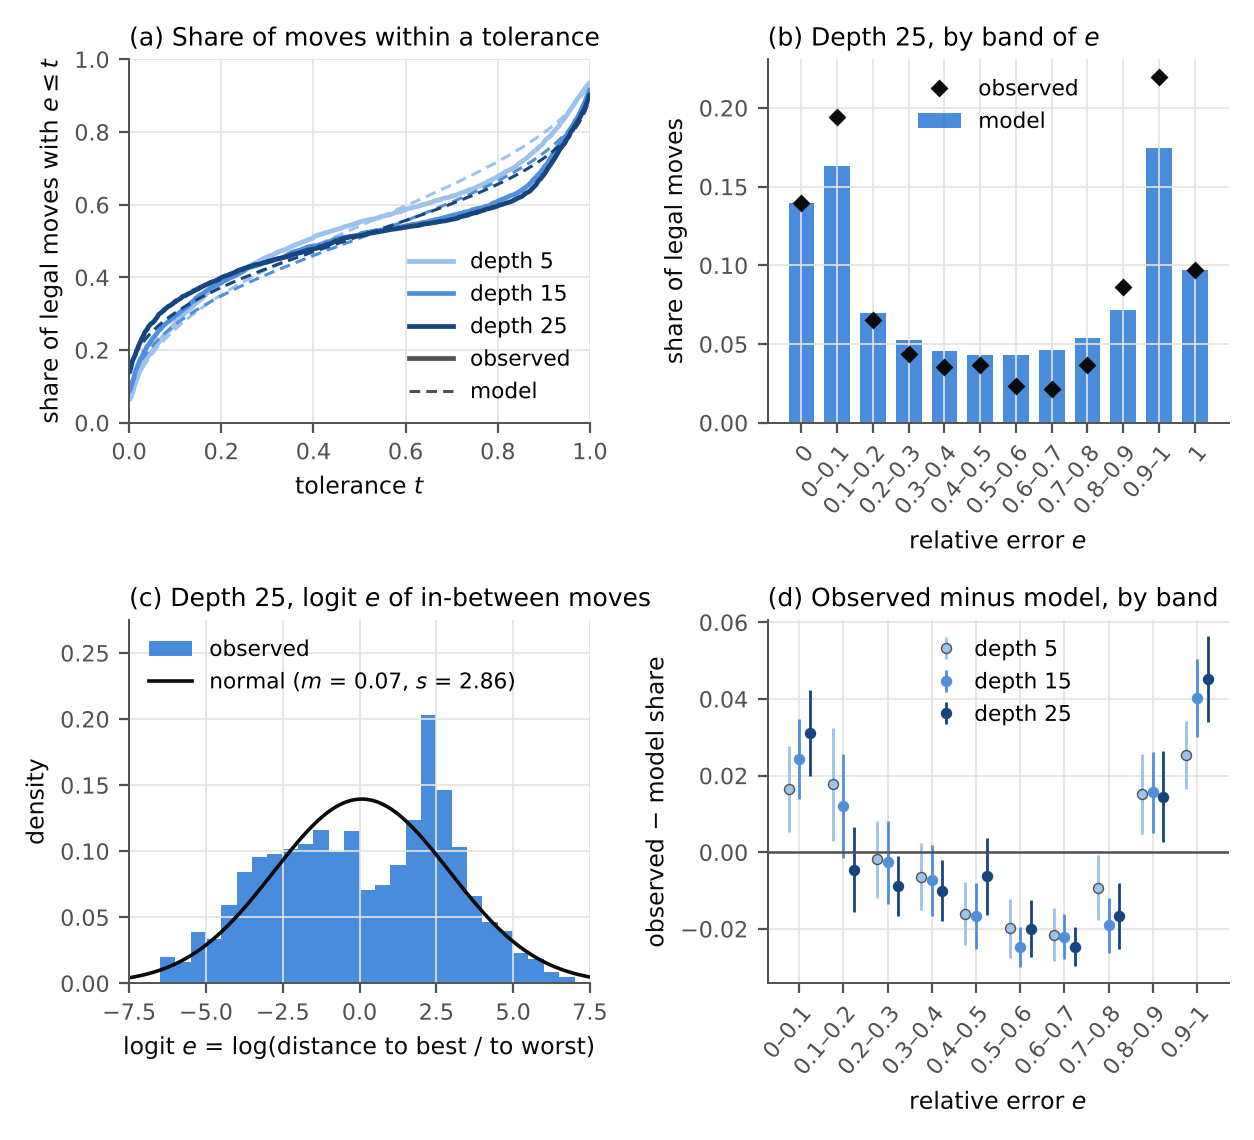 (a) Share of moves within a tolerance
share of legal moves with e ≤ t
1.0
0.8
0.6
0.4
0.2
0.0
depth 5
depth 15
depth 25
observed
model
0.0 0.2 0.4 0.6 0.8 1.0
tolerance t
(b) Depth 25, by band of e
share of legal moves
0.20
0.15
0.10
0.05
0.00
observed
model
0 0–0.1 0.1–0.2 0.2–0.3 0.3–0.4 0.4–0.5 0.5–0.6 0.6–0.7 0.7–0.8 0.8–0.9 0.9–1 1
relative error e
(c) Depth 25, logit e of in-between moves
density
0.25
0.20
0.15
0.10
0.05
0.00
observed
normal (m = 0.07, s = 2.86)
−7.5 −5.0 −2.5 0.0 2.5 5.0 7.5
logit e = log(distance to best / to worst)
(d) Observed minus model, by band
observed − model share
0.06
0.04
0.02
0.00
−0.02
depth 5
depth 15
depth 25
0–0.1 0.1–0.2 0.2–0.3 0.3–0.4 0.4–0.5 0.5–0.6 0.6–0.7 0.7–0.8 0.8–0.9 0.9–1
relative error e